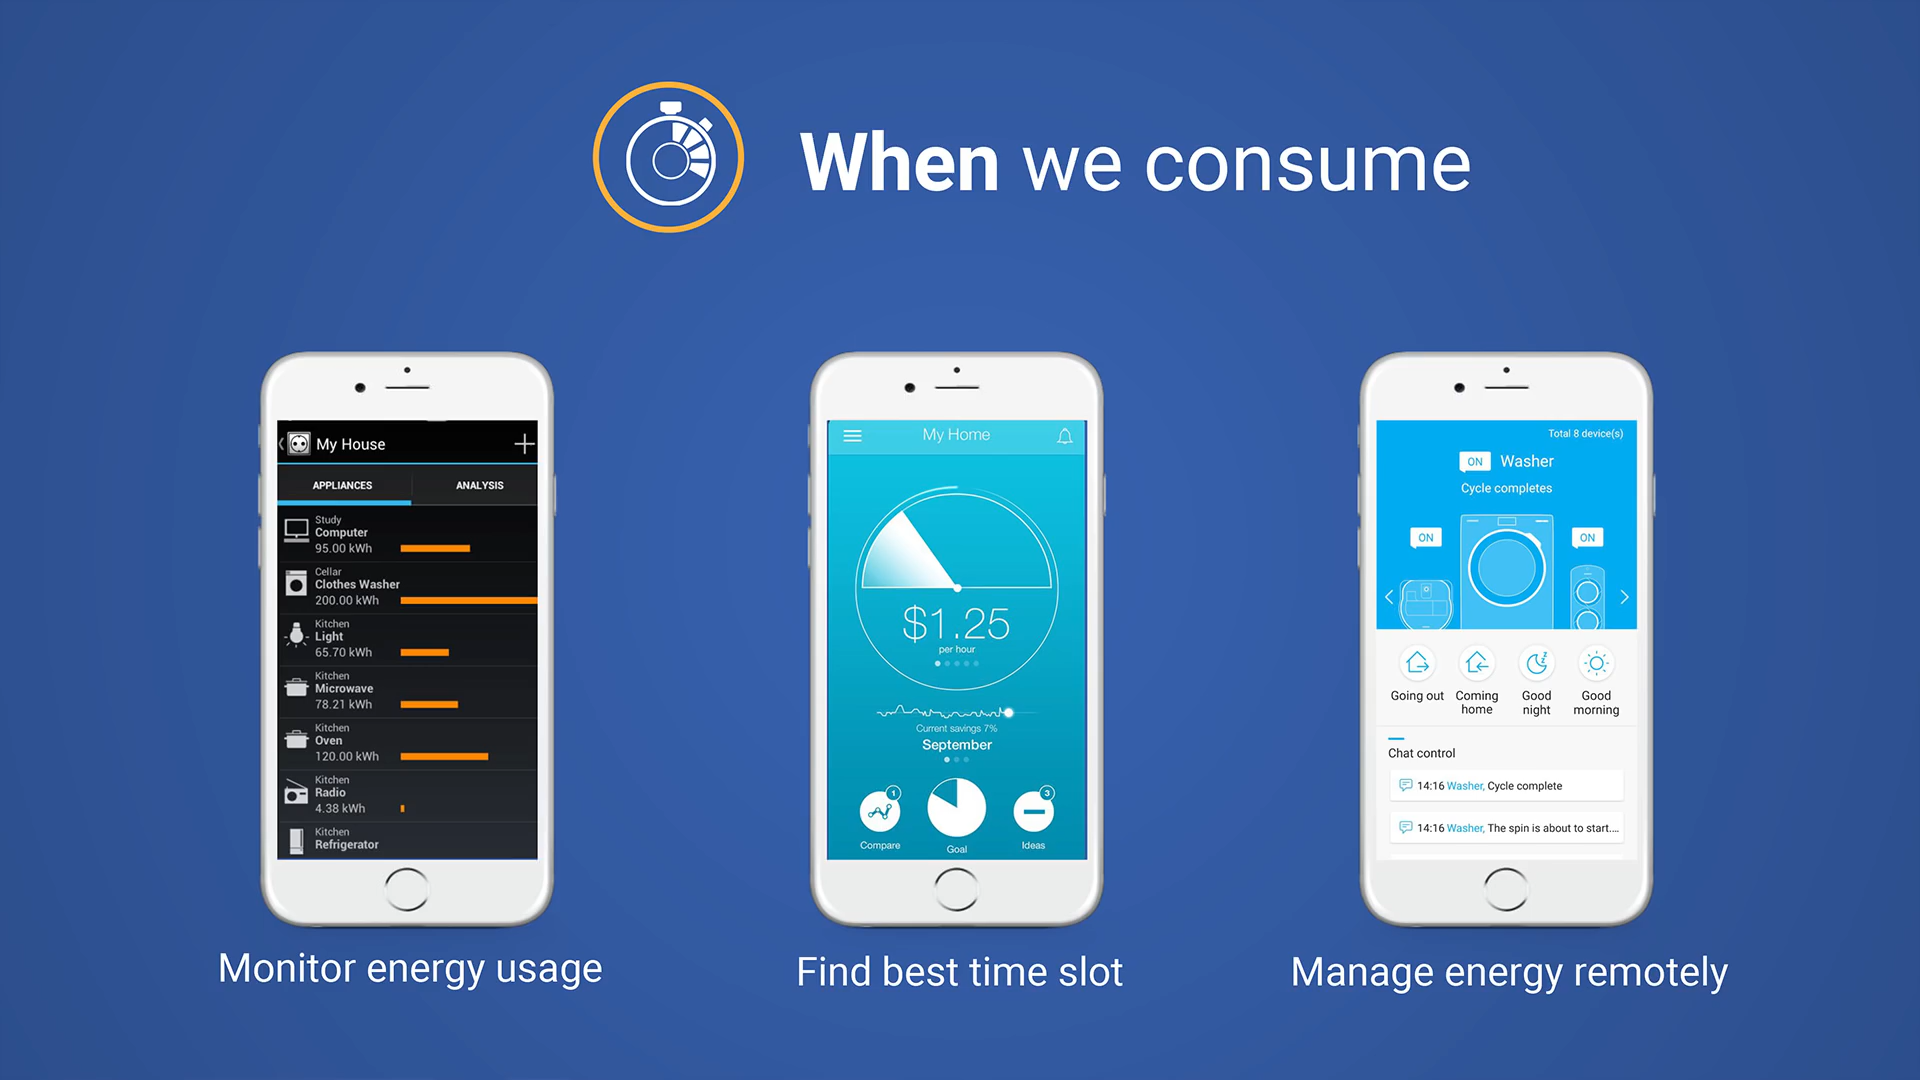 When we consume
My House
APPLIANCES
ANALYSIS
Study
Computer
95.00 kWh
Cellar
Clothes Washer
200.00 kWh
Kitchen
Light
65.70 kWh
Kitchen
Microwave
78.21 kWh
Kitchen
Oven
120.00 kWh
Kitchen
Radio
4.38 kWh
Kitchen
Refrigerator
Monitor energy usage
My Home
$1.25
per hour
Current savings 7%
September
1
3
Compare
Goal
Ideas
Find best time slot
Total 8 device(s)
ON Washer
Cycle completes
ON
ON
Going out
Coming
home
Good
night
Good
morning
Chat control
14:16 Washer, Cycle complete
14:16 Washer, The spin is about to start....
Manage energy remotely